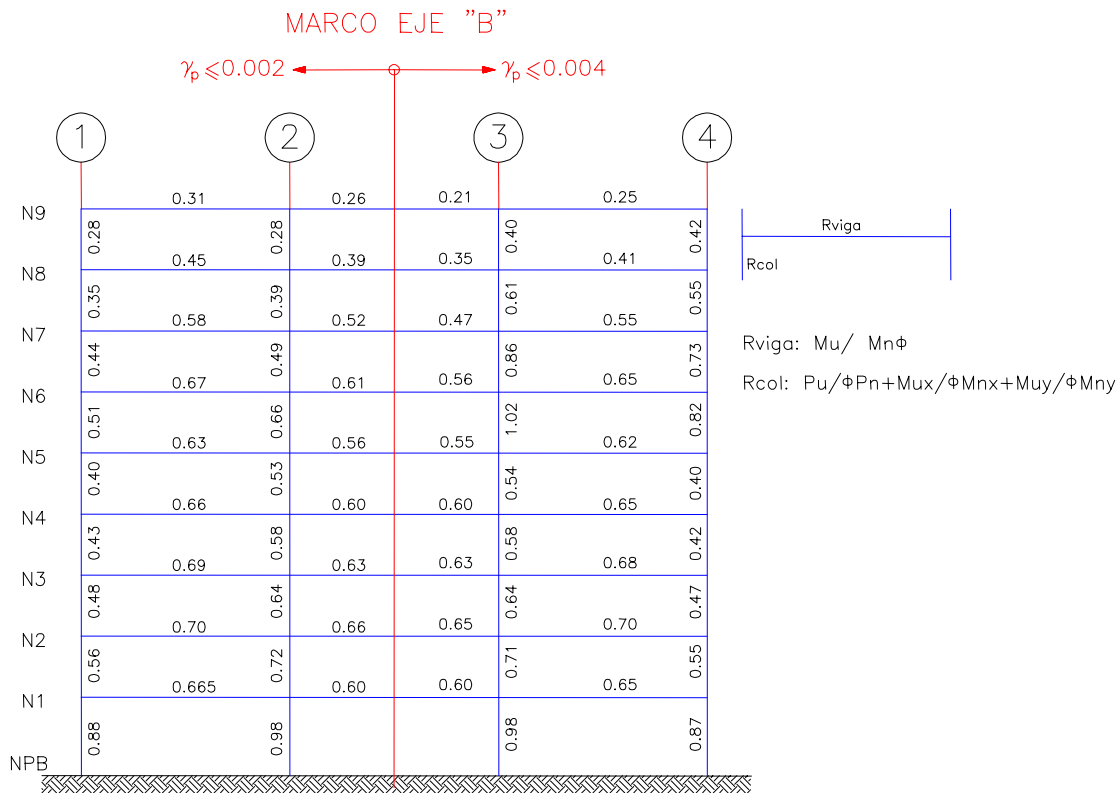 MARCO EJE "B"
γp ≤0.002 γp ≤0.004
1 2 3 4
0.31 0.26 0.21 0.25
N9
Rviga
0.28 0.28 0.40 0.42
0.45 0.39 0.35 0.41
Rcol
N8
0.35 0.39 0.61 0.55
0.58 0.52 0.47 0.55
N7
Rviga: Mu/ MnΦ
0.44 0.49 0.86 0.73
0.67 0.61 0.56 0.65
Rcol: Pu/ΦPn+Mux/ΦMnx+Muy/ΦMny
N6
0.51 0.66 1.02 0.82
0.63 0.56 0.55 0.62
N5
0.40 0.53 0.54 0.40
0.66 0.60 0.60 0.65
N4
0.43 0.58 0.58 0.42
0.69 0.63 0.63 0.68
N3
0.48 0.64 0.64 0.47
0.70 0.66 0.65 0.70
N2
0.56 0.72 0.71 0.55
0.665 0.60 0.60 0.65
N1
0.88 0.98 0.98 0.87
NPB